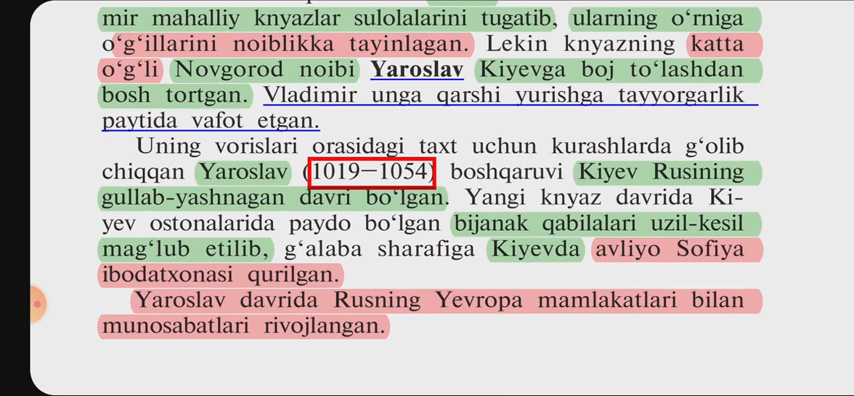 mir mahalliy knyazlar sulolalarini tugatib, ularning o‘rniga
o‘g‘illarini noiblikka tayinlagan. Lekin knyazning katta
o‘g‘li Novgorod noibi Yaroslav Kiyevga boj to‘lashdan
bosh tortgan. Vladimir unga qarshi yurishga tayyorgarlik
paytida vafot etgan.
Uning vorislari orasidagi taxt uchun kurashlarda g‘olib
chiqqan Yaroslav (1019—1054) boshqaruvi Kiyev Rusining
gullab-yashnagan davri bo‘lgan. Yangi knyaz davrida Ki-
yev ostonalarida paydo bo‘lgan bijanak qabilalari uzil-kesil
mag‘lub etilib, g‘alaba sharafiga Kiyevda avliyo Sofiya
ibodatxonasi qurilgan.
Yaroslav davrida Rusning Yevropa mamlakatlari bilan
munosabatlari rivojlangan.